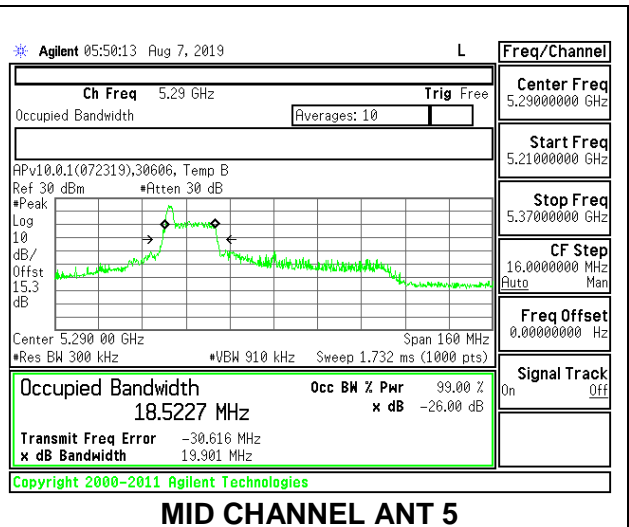 Agilent 05:50:13 Aug 7, 2019 L Freq/Channel
Ch Freq 5.29 GHz Trig Free
Occupied Bandwidth Averages: 10
Center Freq
5.29000000 GHz
Start Freq
5.21000000 GHz
APv10.0.1(072319),30606, Temp B
Ref 30 dBm #Atten 30 dB
#Peak
Log
10
dB/
Offst
15.3
dB
Stop Freq
5.37000000 GHz
CF Step
16.0000000 MHz
Auto Man
Freq Offset
0.00000000 Hz
Center 5.290 00 GHz Span 160 MHz
#Res BW 300 kHz #VBW 910 kHz Sweep 1.732 ms (1000 pts)
Signal Track
On Off
Occupied Bandwidth Occ BW % Pwr 99.00 %
18.5227 MHz x dB -26.00 dB
Transmit Freq Error -30.616 MHz
x dB Bandwidth 19.901 MHz
Copyright 2000-2011 Agilent Technologies
MID CHANNEL ANT 5